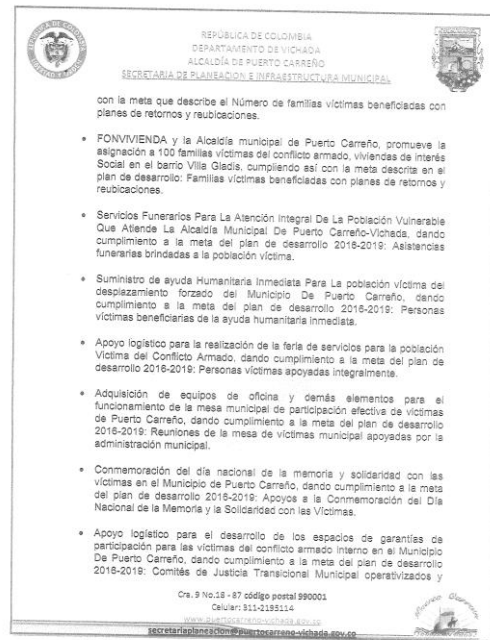 REPÚBLICA DE COLOMBIA
DEPARTAMENTO DE VICHADA
ALCALDÍA DE PUERTO CARREÑO
SECRETARIA DE PLANEACION E INFRAESTRUCTURA MUNICIPAL
con la meta que describe el Número de familias víctimas beneficiadas con
planes de retornos y reubicaciones.
• FONVIVIENDA y la Alcaldía municipal de Puerto Carreño, promueve la
asignación a 100 familias víctimas del conflicto armado, viviendas de interés
Social en el barrio Villa Gladis, cumpliendo así con la meta descrita en el
plan de desarrollo: Familias víctimas beneficiadas con planes de retornos y
reubicaciones.
• Servicios Funerarios Para La Atención Integral De La Población Vulnerable
Que Atiende La Alcaldía Municipal De Puerto Carreño-Vichada, dando
cumplimiento a la meta del plan de desarrollo 2016-2019: Asistencias
funerarias brindadas a la población víctima.
• Suministro de ayuda Humanitaria Inmediata Para La población víctima del
desplazamiento forzado del Municipio De Puerto Carreño, dando
cumplimiento a la meta del plan de desarrollo 2016-2019: Personas
víctimas beneficiarias de la ayuda humanitaria inmediata.
• Apoyo logístico para la realización de la feria de servicios para la población
Victima del Conflicto Armado, dando cumplimiento a la meta del plan de
desarrollo 2016-2019: Personas víctimas apoyadas integralmente.
• Adquisición de equipos de oficina y demás elementos para el
funcionamiento de la mesa municipal de participación efectiva de víctimas
de Puerto Carreño, dando cumplimiento a la meta del plan de desarrollo
2016-2019: Reuniones de la mesa de víctimas municipal apoyadas por la
administración municipal.
• Conmemoración del día nacional de la memoria y solidaridad con las
víctimas en el Municipio de Puerto Carreño, dando cumplimiento a la meta
del plan de desarrollo 2016-2019: Apoyos a la Conmemoración del Día
Nacional de la Memoria y la Solidaridad con las Víctimas.
• Apoyo logístico para el desarrollo de los espacios de garantías de
participación para las víctimas del conflicto armado interno en el Municipio
De Puerto Carreño, dando cumplimiento a la meta del plan de desarrollo
2016-2019: Comités de Justicia Transicional Municipal operativizados y
Cra. 9 No.18 - 87 código postal 990001
Celular: 311-2195114
www.puertocarreno-vichada.gov.co
secretariaplaneacion@puertocarreno-vichada.gov.co